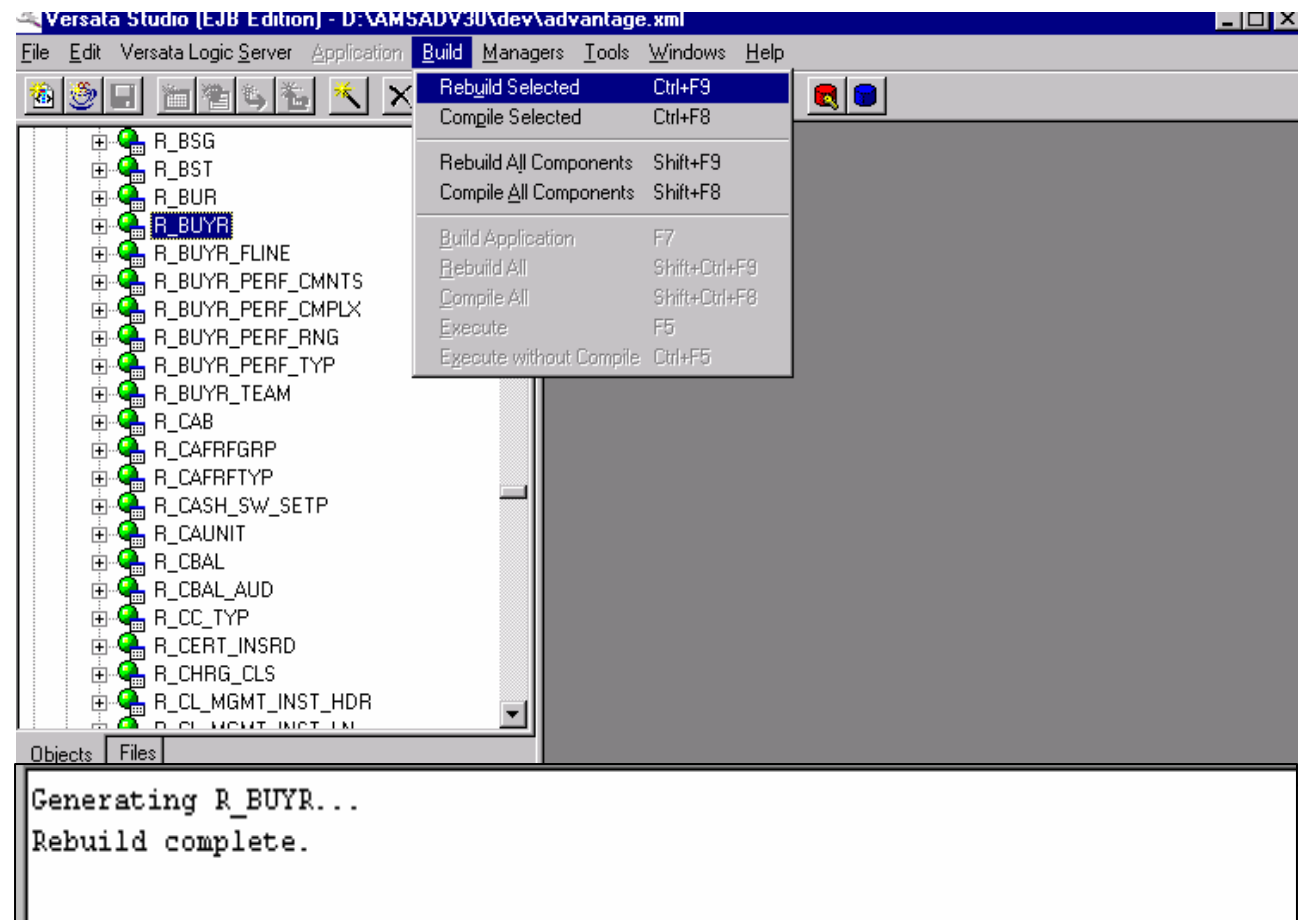 Versata Studio (EJB Edition) - D:\AMSADV30\dev\advantage.xml
File Edit Versata Logic Server Application Build Managers Tools Windows Help
Rebuild Selected Ctrl+F9
Compile Selected Ctrl+F8
Rebuild All Components Shift+F9
Compile All Components Shift+F8
Build Application F7
Rebuild All Shift+Ctrl+F9
Compile All Shift+Ctrl+F8
Execute F5
Execute without Compile Ctrl+F5
R_BSG
R_BST
R_BUR
R_BUYR
R_BUYR_FLINE
R_BUYR_PERF_CMNTS
R_BUYR_PERF_CMPLX
R_BUYR_PERF_RNG
R_BUYR_PERF_TYP
R_BUYR_TEAM
R_CAB
R_CAFRFGRP
R_CAFRFTYP
R_CASH_SW_SETP
R_CAUNIT
R_CBAL
R_CBAL_AUD
R_CC_TYP
R_CERT_INSRD
R_CHRG_CLS
R_CL_MGMT_INST_HDR
R_CL_MGMT_INST_LN
Objects Files
Generating R_BUYR...
Rebuild complete.